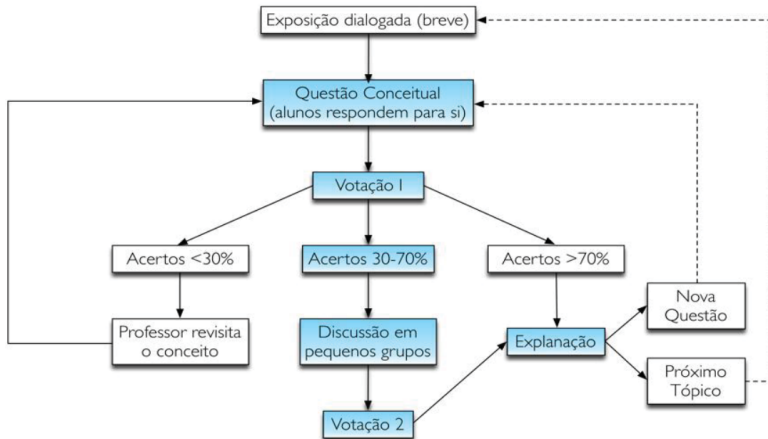 Exposição dialogada (breve)
Questão Conceitual
(alunos respondem para si)
Votação I
Acertos <30%
Acertos 30-70%
Acertos >70%
Professor revisita
o conceito
Discussão em
pequenos grupos
Explanação
Nova
Questão
Próximo
Tópico
Votação 2